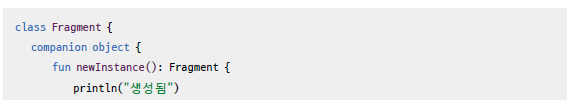 class Fragment {
companion object {
fun newInstance(): Fragment {
println("생성됨")